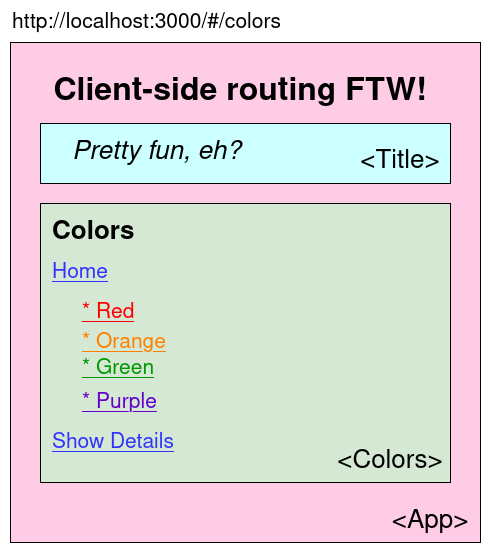 http://localhost:3000/#/colors
Client-side routing FTW!
Pretty fun, eh?
<Title>
Colors
Home
* Red
* Orange
* Green
* Purple
Show Details
<Colors>
<App>